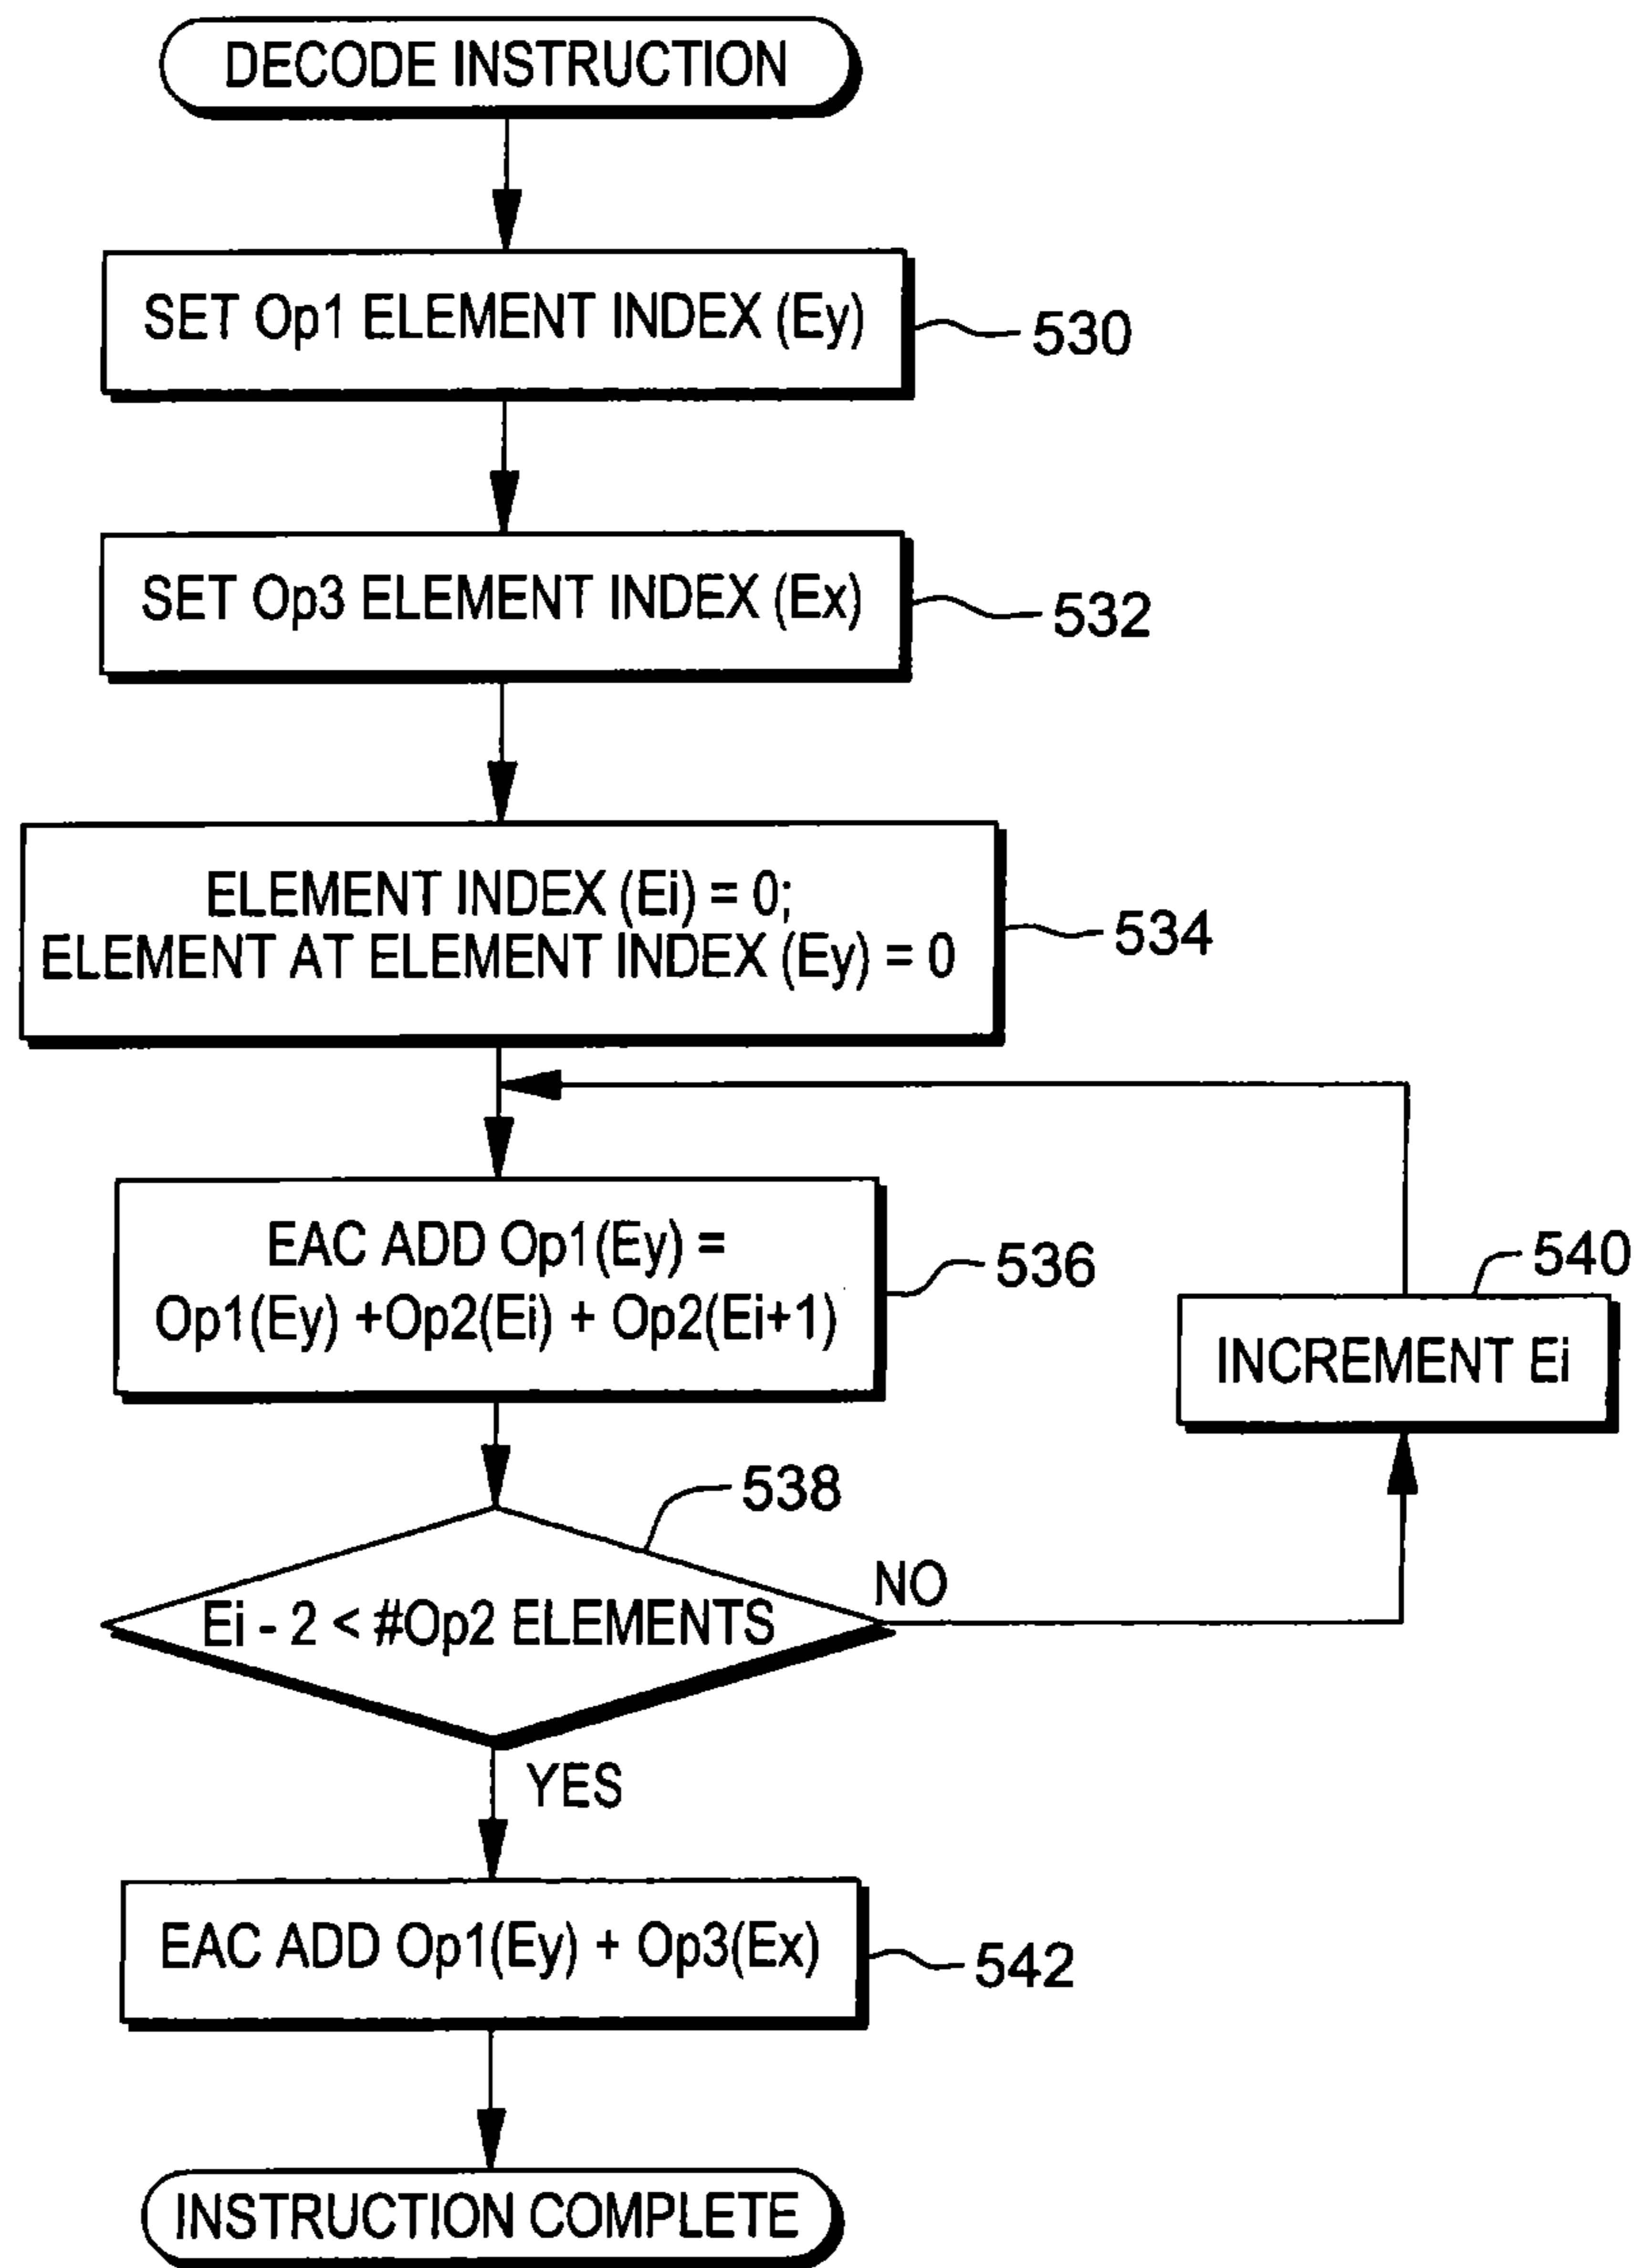 DECODE INSTRUCTION
SET Op1 ELEMENT INDEX (Ey)
530
SET Op3 ELEMENT INDEX (Ex)
532
ELEMENT INDEX (Ei) = 0;
ELEMENT AT ELEMENT INDEX (Ey) = 0
534
EAC ADD Op1(Ey) =
Op1(Ey) +Op2(Ei) + Op2(Ei+1)
536
540
INCREMENT Ei
538
Ei - 2 < #Op2 ELEMENTS
NO
YES
EAC ADD Op1(Ey) + Op3(Ex)
542
INSTRUCTION COMPLETE